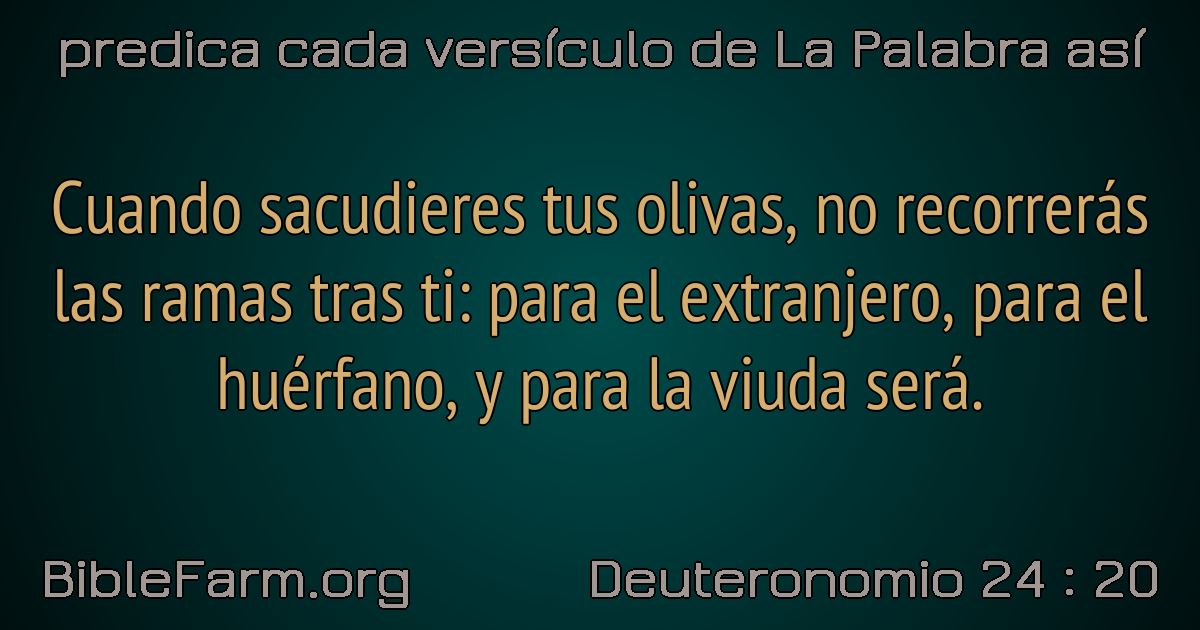 predica cada versículo de La Palabra así
Cuando sacudieres tus olivas, no recorrerás
las ramas tras ti: para el extranjero, para el
huérfano, y para la viuda será.
BibleFarm.org
Deuteronomio 24 : 20